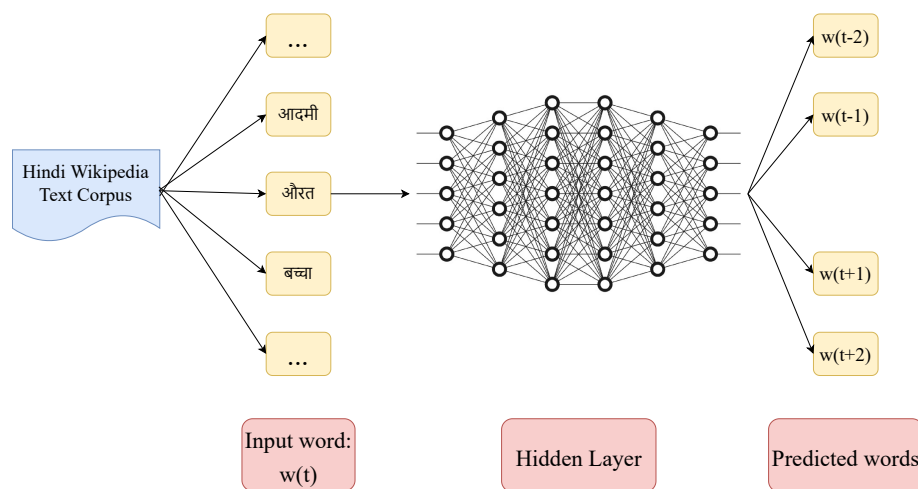 Hindi Wikipedia
Text Corpus
...
आदमी
औरत
बच्चा
...
w(t-2)
w(t-1)
w(t+1)
w(t+2)
Input word:
w(t)
Hidden Layer
Predicted words